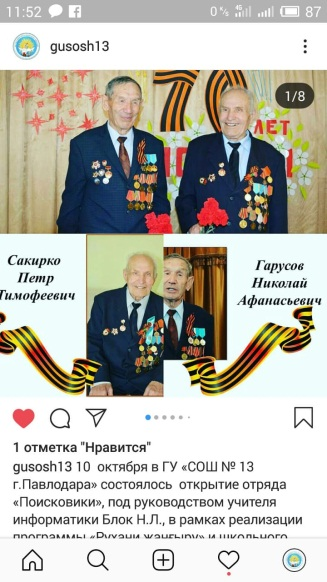 11:52
0 %
4G
87
gusosh13
1/8
70
ЛЕТ
Сакирко
Петр
Тимофеевич
Гарусов
Николай
Афанасьевич
1 отметка "Нравится"
gusosh13 10 октября в ГУ «СОШ № 13
г.Павлодара» состоялось открытие отряда
«Поисковики», под руководством учителя
информатики Блок Н.Л., в рамках реализации
программы «Рухани жаңғыру» и школьного